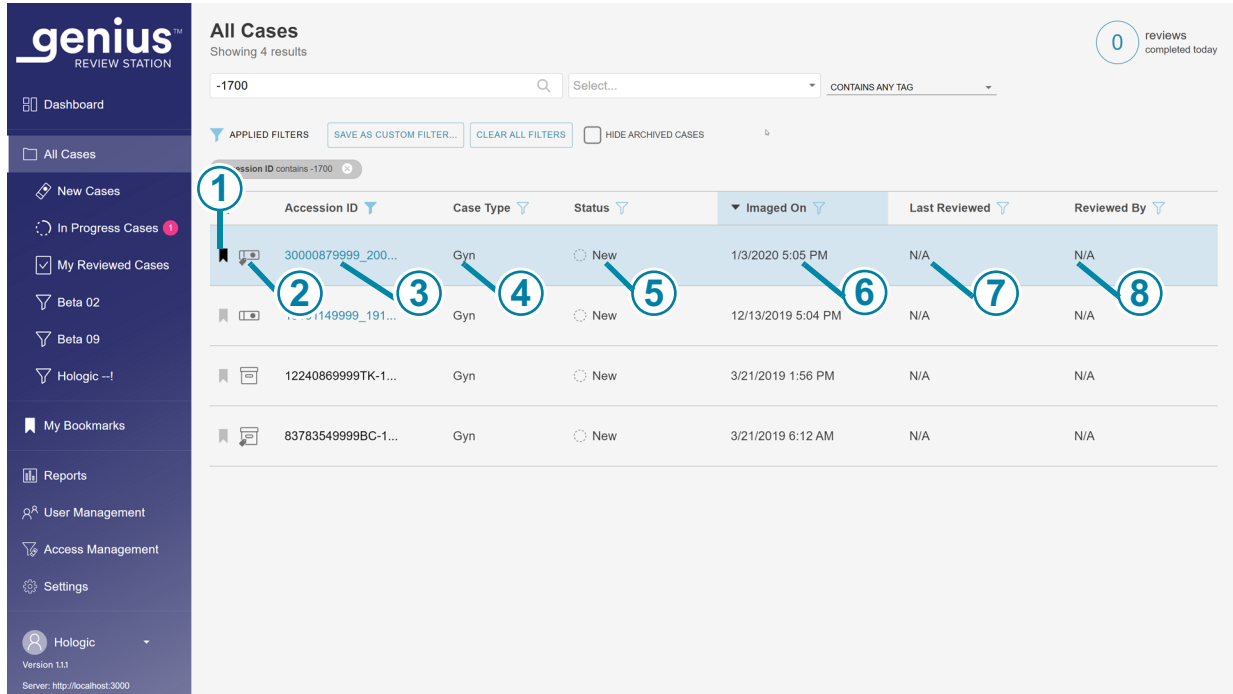 genius™
REVIEW STATION
Dashboard
All Cases
New Cases
In Progress Cases 1
My Reviewed Cases
Beta 02
Beta 09
Hologic --!
My Bookmarks
Reports
User Management
Access Management
Settings
Hologic
Version 1.1.1
Server: http://localhost:3000
All Cases
Showing 4 results
0 reviews
completed today
-1700
Select...
CONTAINS ANY TAG
APPLIED FILTERS SAVE AS CUSTOM FILTER... CLEAR ALL FILTERS HIDE ARCHIVED CASES
ID contains -1700
1
Accession ID Case Type Status Imaged On Last Reviewed Reviewed By
30000879999_200... Gyn New 1/3/2020 5:05 PM N/A N/A
2 3 4 5 6 7 8
Gyn New 12/13/2019 5:04 PM N/A N/A
12240869999TK-1... Gyn New 3/21/2019 1:56 PM N/A N/A
83783549999BC-1... Gyn New 3/21/2019 6:12 AM N/A N/A